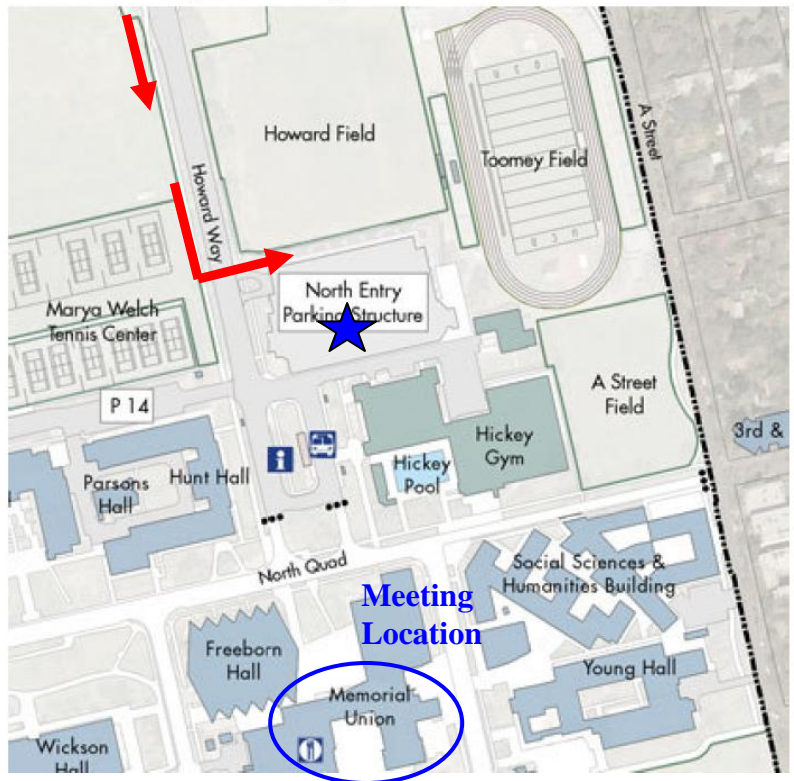 U C D
A Street
Howard Field
Toomey Field
Howard Way
U C D
North Entry
Parking Structure
Marya Welch
Tennis Center
A Street
Field
P 14
3rd &
Hickey
Gym
i
Hunt Hall
Parsons
Hall
Hickey
Pool
North Quad
Social Sciences &
Humanities Building
Meeting
Location
Freeborn
Hall
Young Hall
Memorial
Union
Wickson
Hall